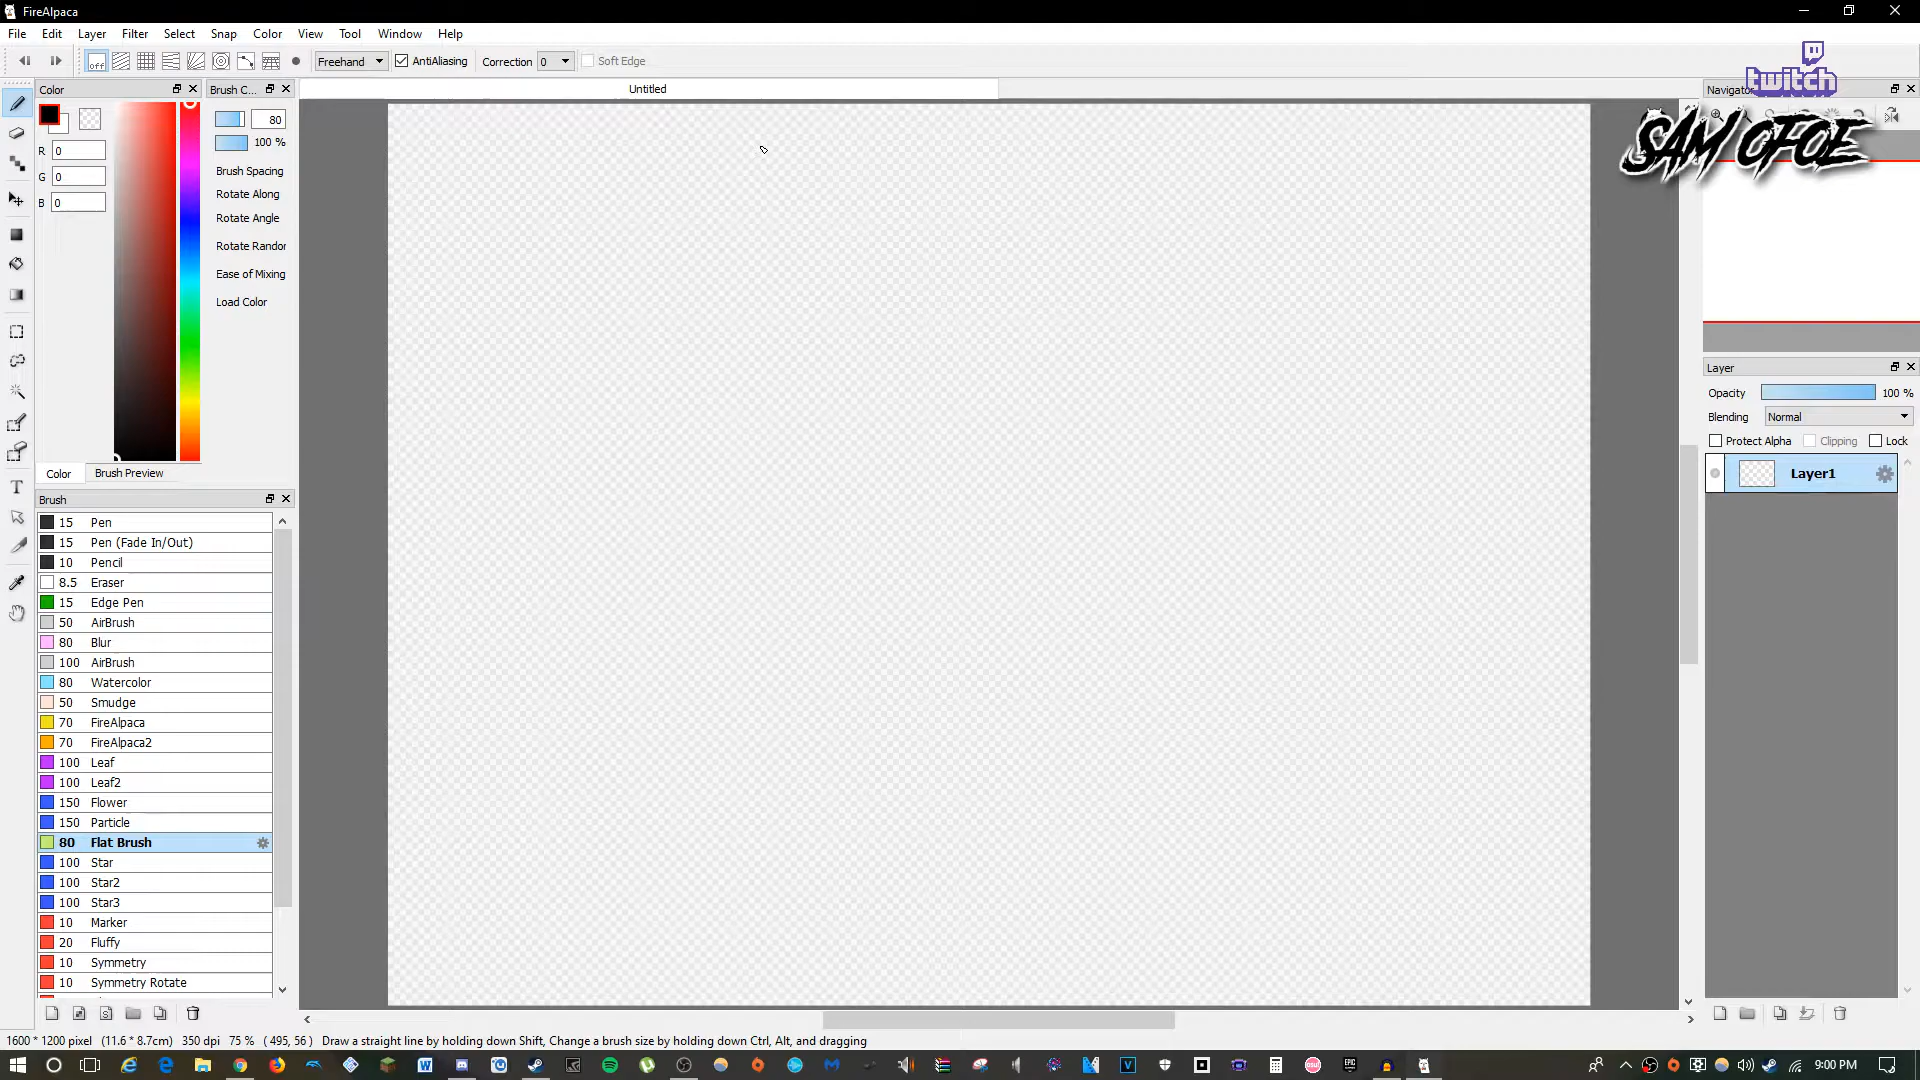 FireAlpaca
File Edit Layer Filter Select Snap Color View Tool Window Help
off Freehand AntiAliasing Correction 0 Soft Edge
twitch
SAM OFOE
Color Brush C... Untitled Navigator
80
100 %
R 0
G 0
B 0
Brush Spacing
Rotate Along
Rotate Angle
Rotate Randor
Ease of Mixing
Load Color
Color Brush Preview
Layer
Opacity 100 %
Blending Normal
Protect Alpha Clipping Lock
Layer1
Brush
15 Pen
15 Pen (Fade In/Out)
10 Pencil
8.5 Eraser
15 Edge Pen
50 AirBrush
80 Blur
100 AirBrush
80 Watercolor
50 Smudge
70 FireAlpaca
70 FireAlpaca2
100 Leaf
100 Leaf2
150 Flower
150 Particle
80 Flat Brush
100 Star
100 Star2
100 Star3
10 Marker
20 Fluffy
10 Symmetry
10 Symmetry Rotate
1600 * 1200 pixel (11.6 * 8.7cm) 350 dpi 75 % ( 495, 56 ) Draw a straight line by holding down Shift, Change a brush size by holding down Ctrl, Alt, and dragging
9:00 PM